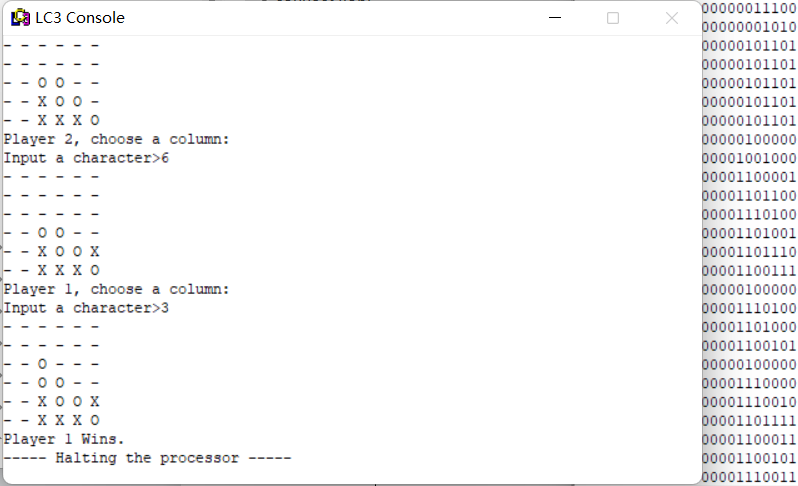 LC3 Console
- - - - - -
- - - - - -
- - O O - -
- - X O O -
- - X X X O
Player 2, choose a column:
Input a character>6
- - - - - -
- - - - - -
- - - - - -
- - O O - -
- - X O O X
- - X X X O
Player 1, choose a column:
Input a character>3
- - - - - -
- - - - - -
- - O - - -
- - O O - -
- - X O O X
- - X X X O
Player 1 Wins.
----- Halting the processor -----
00000011100
00000001010
00000101101
00000101101
00000101101
00000101101
00000101101
00000100000
00001001000
00001100001
00001101100
00001110100
00001101001
00001101110
00001100111
00000100000
00001110100
00001101000
00001100101
00000100000
00001110000
00001110010
00001101111
00001100011
00001100101
00001110011